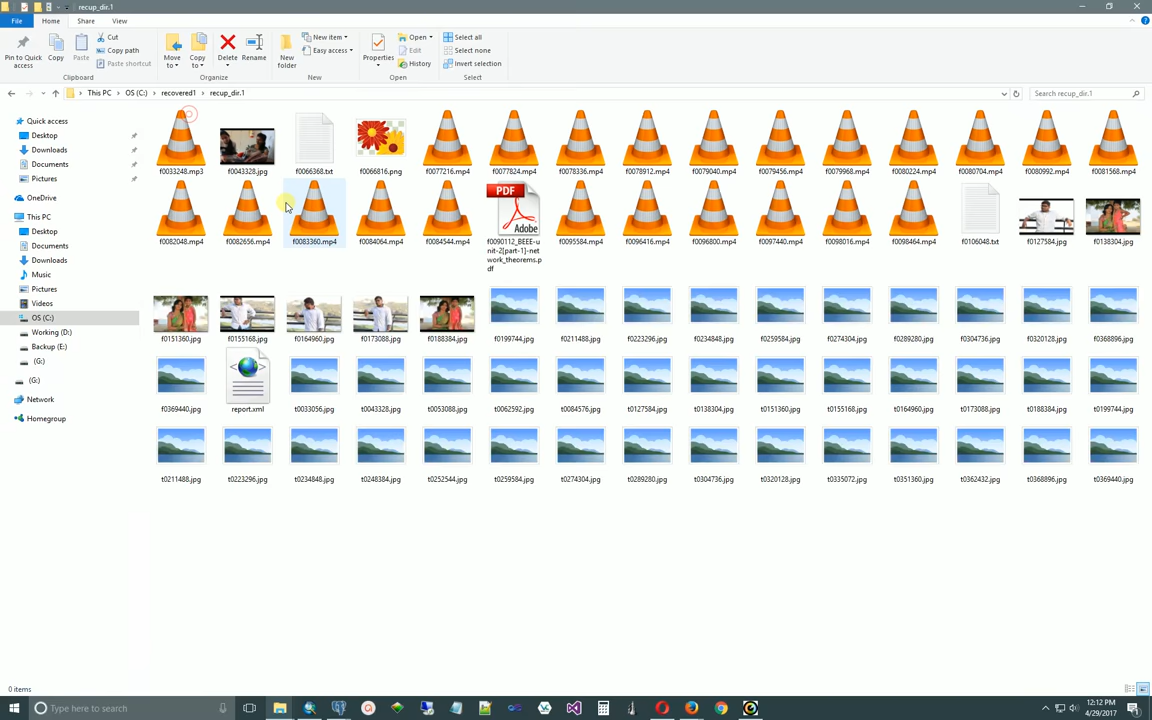 recup_dir.1
File Home Share View
Pin to Quick access
Copy
Paste
Cut
Copy path
Paste shortcut
Clipboard
Move to
Copy to
Delete
Rename
Organize
New folder
New item
Easy access
New
Properties
Open
Edit
History
Open
Select all
Select none
Invert selection
Select
This PC OS (C:) recovered1 recup_dir.1
Search recup_dir.1
Quick access
Desktop
Downloads
Documents
Pictures
OneDrive
This PC
Desktop
Documents
Downloads
Music
Pictures
Videos
OS (C:)
Working (D:)
Backup (E:)
(G:)
(G:)
Network
Homegroup
f0033248.mp3 f0043328.jpg f0066368.txt f0066816.png f0077216.mp4 f0077824.mp4 f0078336.mp4 f0078912.mp4 f0079040.mp4 f0079456.mp4 f0079968.mp4 f0080224.mp4 f0080704.mp4 f0080992.mp4 f0081568.mp4
PDF
Adobe
f0082048.mp4 f0082656.mp4 f0083360.mp4 f0084064.mp4 f0084544.mp4 f0090112_BEEE-u f0095584.mp4 f0096416.mp4 f0096800.mp4 f0097440.mp4 f0098016.mp4 f0098464.mp4 f0106048.txt f0127584.jpg f0138304.jpg
nit-2[part-1]-net
work_theorems.p
df
f0151360.jpg f0155168.jpg f0164960.jpg f0173088.jpg f0188384.jpg f0199744.jpg f0211488.jpg f0223296.jpg f0234848.jpg f0259584.jpg f0274304.jpg f0289280.jpg f0304736.jpg f0320128.jpg f0368896.jpg
f0369440.jpg report.xml t0033056.jpg t0043328.jpg t0053088.jpg t0062592.jpg t0084576.jpg t0127584.jpg t0138304.jpg t0151360.jpg t0155168.jpg t0164960.jpg t0173088.jpg t0188384.jpg t0199744.jpg
t0211488.jpg t0223296.jpg t0234848.jpg t0248384.jpg t0252544.jpg t0259584.jpg t0274304.jpg t0289280.jpg t0304736.jpg t0320128.jpg t0335072.jpg t0351360.jpg t0362432.jpg t0368896.jpg t0369440.jpg
0 items
Type here to search
12:12 PM
4/29/2017